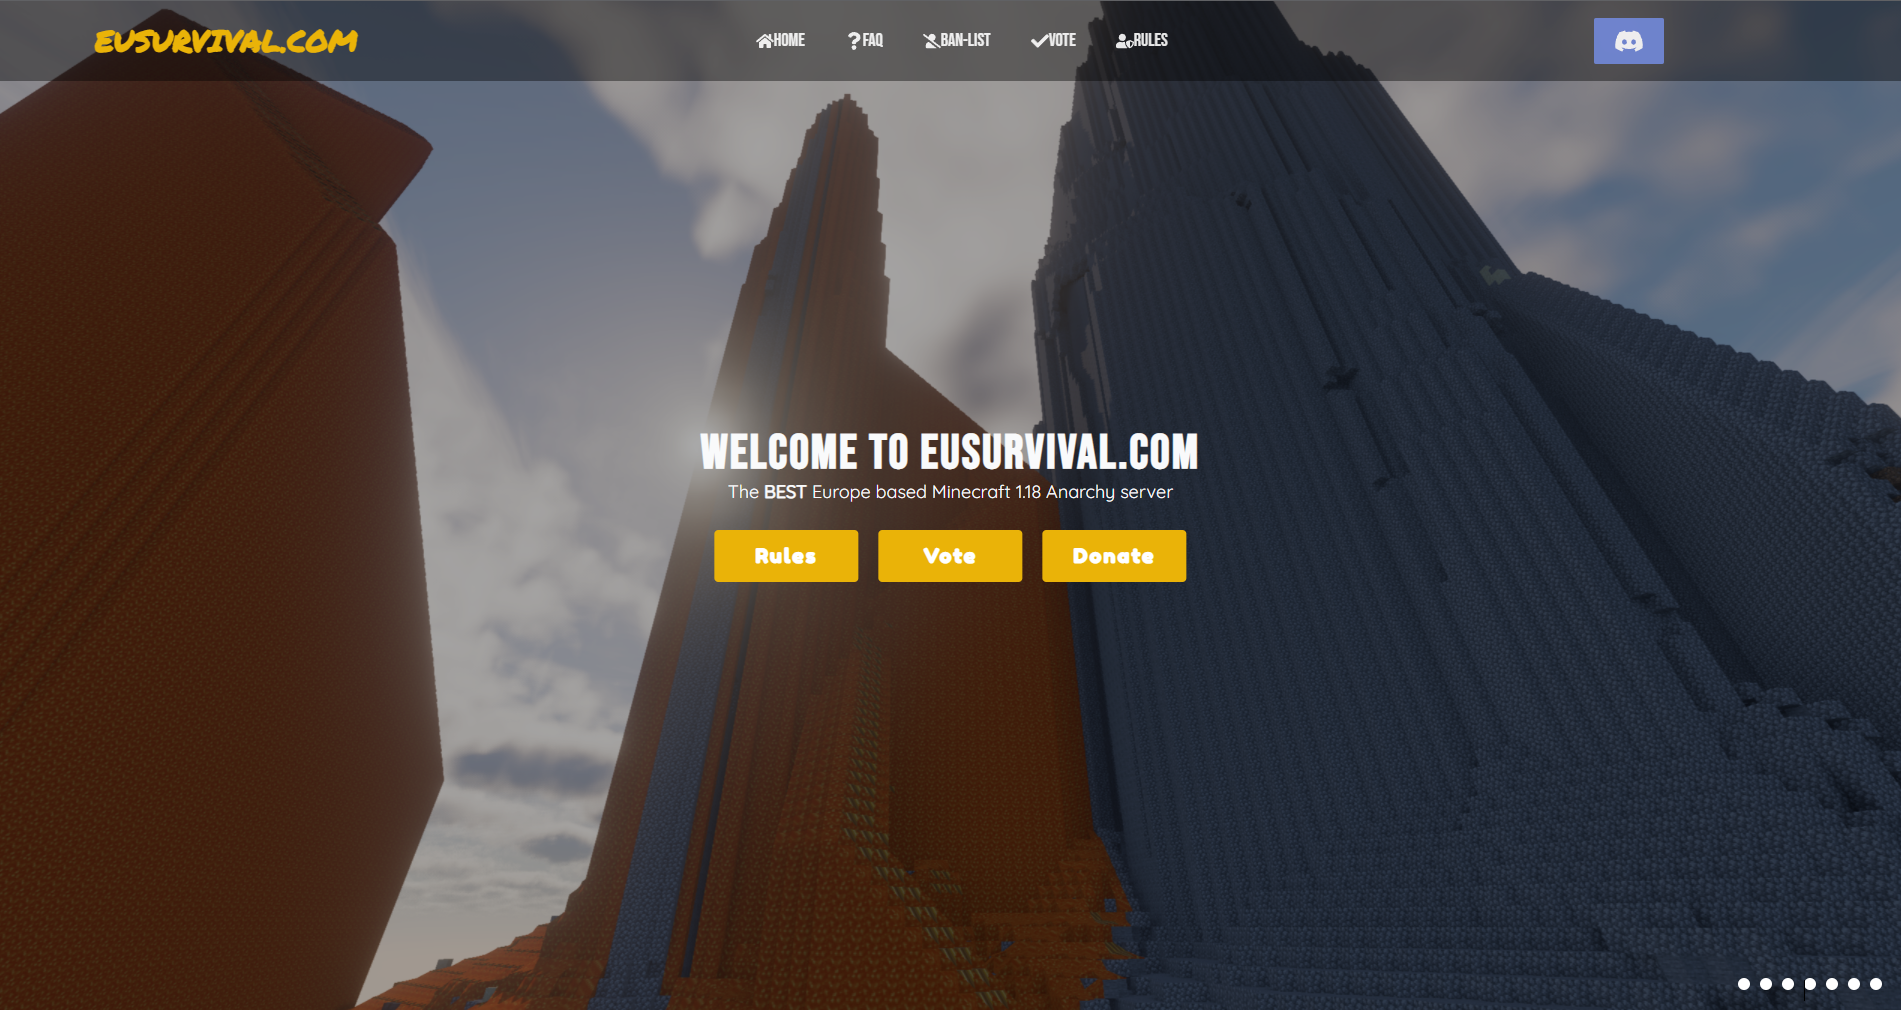 EUSURVIVAL.COM
HOME FAQ BAN-LIST VOTE RULES
WELCOME TO EUSURVIVAL.COM
The BEST Europe based Minecraft 1.18 Anarchy server
Rules Vote Donate